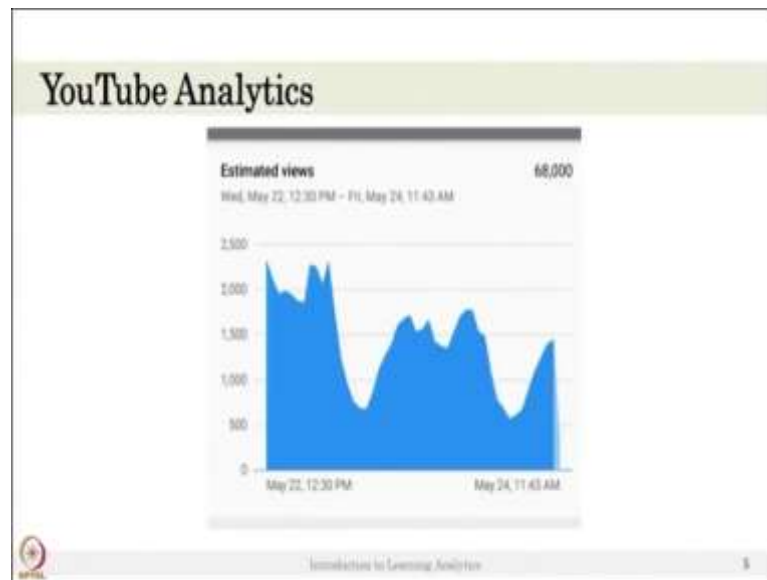 YouTube Analytics
Estimated views 68,000
Wed, May 22, 12:30 PM – Fri, May 24, 11:43 AM
2,500
2,000
1,500
1,000
500
0
May 22, 12:30 PM May 24, 11:43 AM
NPTEL Introduction to Learning Analytics 5